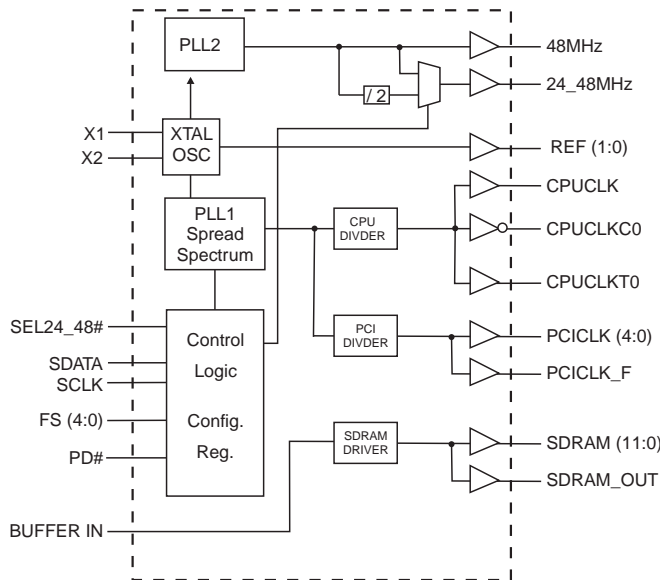 PLL2
48MHz
/ 2
24_48MHz
X1
X2
XTAL
OSC
REF (1:0)
PLL1
Spread
Spectrum
CPU
DIVDER
CPUCLK
CPUCLKC0
CPUCLKT0
SEL24_48#
SDATA
SCLK
FS (4:0)
PD#
Control
Logic
Config.
Reg.
PCI
DIVDER
PCICLK (4:0)
PCICLK_F
SDRAM
DRIVER
SDRAM (11:0)
SDRAM_OUT
BUFFER IN